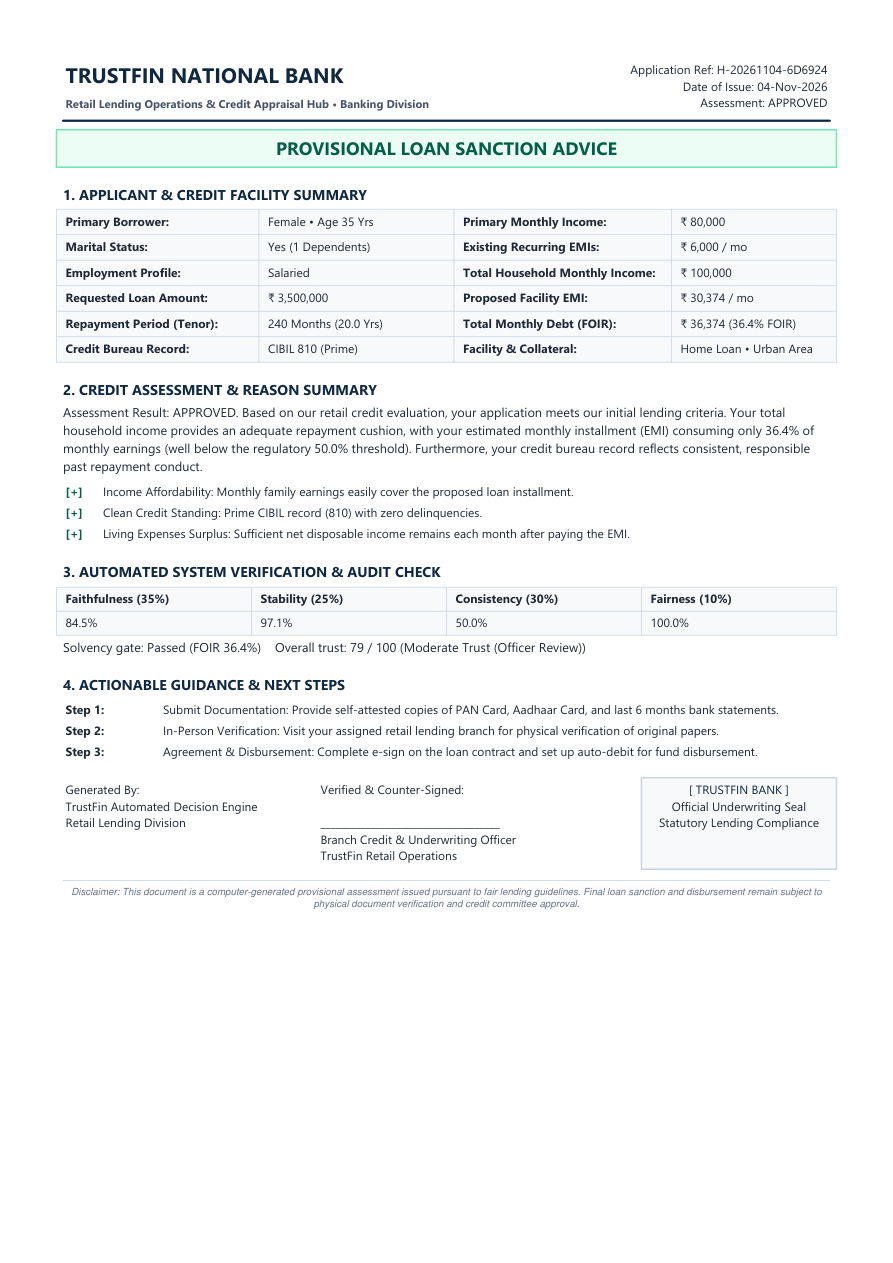 TRUSTFIN NATIONAL BANK
Retail Lending Operations & Credit Appraisal Hub • Banking Division
Application Ref: H-20261104-6D6924
Date of Issue: 04-Nov-2026
Assessment: APPROVED
PROVISIONAL LOAN SANCTION ADVICE
1. APPLICANT & CREDIT FACILITY SUMMARY
Primary Borrower: Female • Age 35 Yrs Primary Monthly Income: ₹ 80,000
Marital Status: Yes (1 Dependents) Existing Recurring EMIs: ₹ 6,000 / mo
Employment Profile: Salaried Total Household Monthly Income: ₹ 100,000
Requested Loan Amount: ₹ 3,500,000 Proposed Facility EMI: ₹ 30,374 / mo
Repayment Period (Tenor): 240 Months (20.0 Yrs) Total Monthly Debt (FOIR): ₹ 36,374 (36.4% FOIR)
Credit Bureau Record: CIBIL 810 (Prime) Facility & Collateral: Home Loan • Urban Area
2. CREDIT ASSESSMENT & REASON SUMMARY
Assessment Result: APPROVED. Based on our retail credit evaluation, your application meets our initial lending criteria. Your total
household income provides an adequate repayment cushion, with your estimated monthly installment (EMI) consuming only 36.4% of
monthly earnings (well below the regulatory 50.0% threshold). Furthermore, your credit bureau record reflects consistent, responsible
past repayment conduct.
[+] Income Affordability: Monthly family earnings easily cover the proposed loan installment.
[+] Clean Credit Standing: Prime CIBIL record (810) with zero delinquencies.
[+] Living Expenses Surplus: Sufficient net disposable income remains each month after paying the EMI.
3. AUTOMATED SYSTEM VERIFICATION & AUDIT CHECK
Faithfulness (35%) Stability (25%) Consistency (30%) Fairness (10%)
84.5% 97.1% 50.0% 100.0%
Solvency gate: Passed (FOIR 36.4%) Overall trust: 79 / 100 (Moderate Trust (Officer Review))
4. ACTIONABLE GUIDANCE & NEXT STEPS
Step 1: Submit Documentation: Provide self-attested copies of PAN Card, Aadhaar Card, and last 6 months bank statements.
Step 2: In-Person Verification: Visit your assigned retail lending branch for physical verification of original papers.
Step 3: Agreement & Disbursement: Complete e-sign on the loan contract and set up auto-debit for fund disbursement.
Generated By:
TrustFin Automated Decision Engine
Retail Lending Division
Verified & Counter-Signed:
______________________________
Branch Credit & Underwriting Officer
TrustFin Retail Operations
[ TRUSTFIN BANK ]
Official Underwriting Seal
Statutory Lending Compliance
Disclaimer: This document is a computer-generated provisional assessment issued pursuant to fair lending guidelines. Final loan sanction and disbursement remain subject to
physical document verification and credit committee approval.